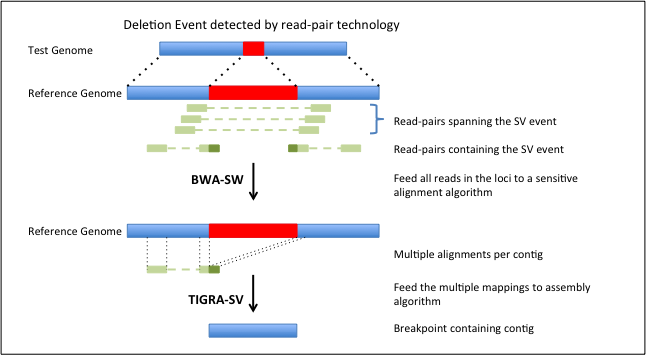 Deletion Event detected by read-pair technology
Test Genome
Reference Genome
Read-pairs spanning the SV event
Read-pairs containing the SV event
BWA-SW
Feed all reads in the loci to a sensitive
alignment algorithm
Reference Genome
Multiple alignments per contig
TIGRA-SV
Feed the multiple mappings to assembly
algorithm
Breakpoint containing contig